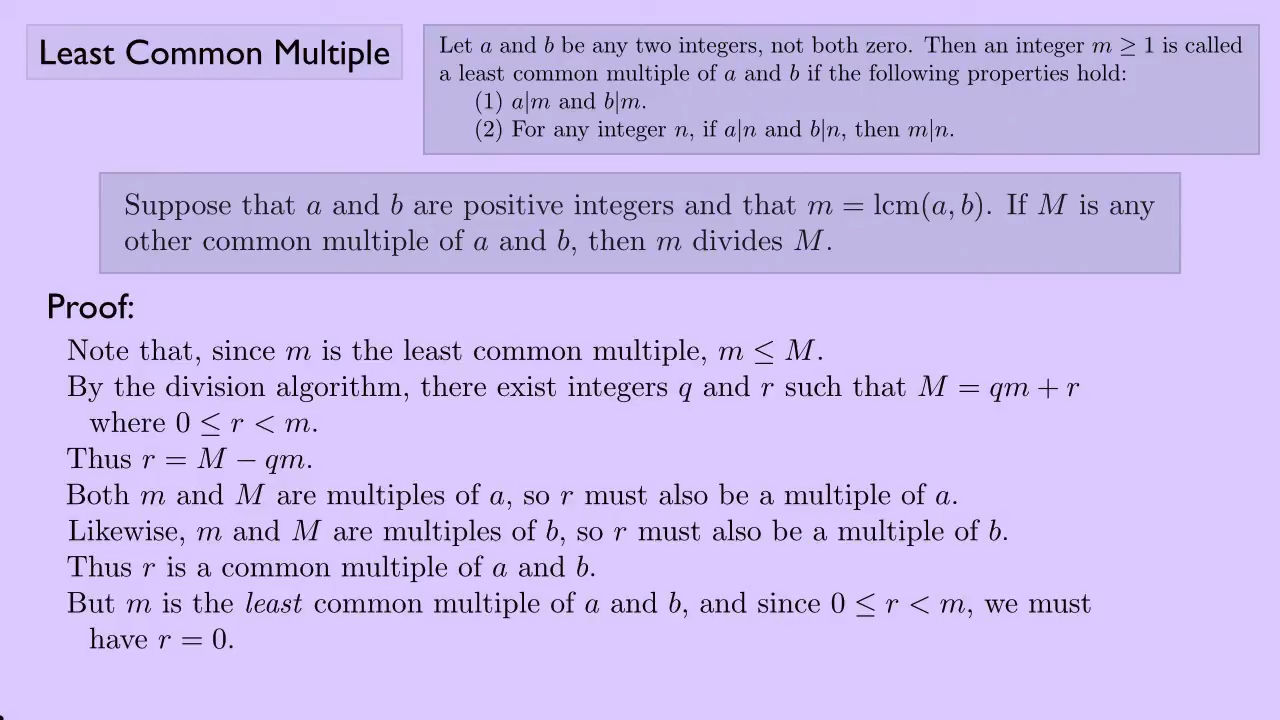 Least Common Multiple
Let a and b be any two integers, not both zero. Then an integer m ≥ 1 is called
a least common multiple of a and b if the following properties hold:
(1) a|m and b|m.
(2) For any integer n, if a|n and b|n, then m|n.
Suppose that a and b are positive integers and that m = lcm(a, b). If M is any
other common multiple of a and b, then m divides M.
Proof:
Note that, since m is the least common multiple, m ≤ M.
By the division algorithm, there exist integers q and r such that M = qm + r
where 0 ≤ r < m.
Thus r = M − qm.
Both m and M are multiples of a, so r must also be a multiple of a.
Likewise, m and M are multiples of b, so r must also be a multiple of b.
Thus r is a common multiple of a and b.
But m is the least common multiple of a and b, and since 0 ≤ r < m, we must
have r = 0.